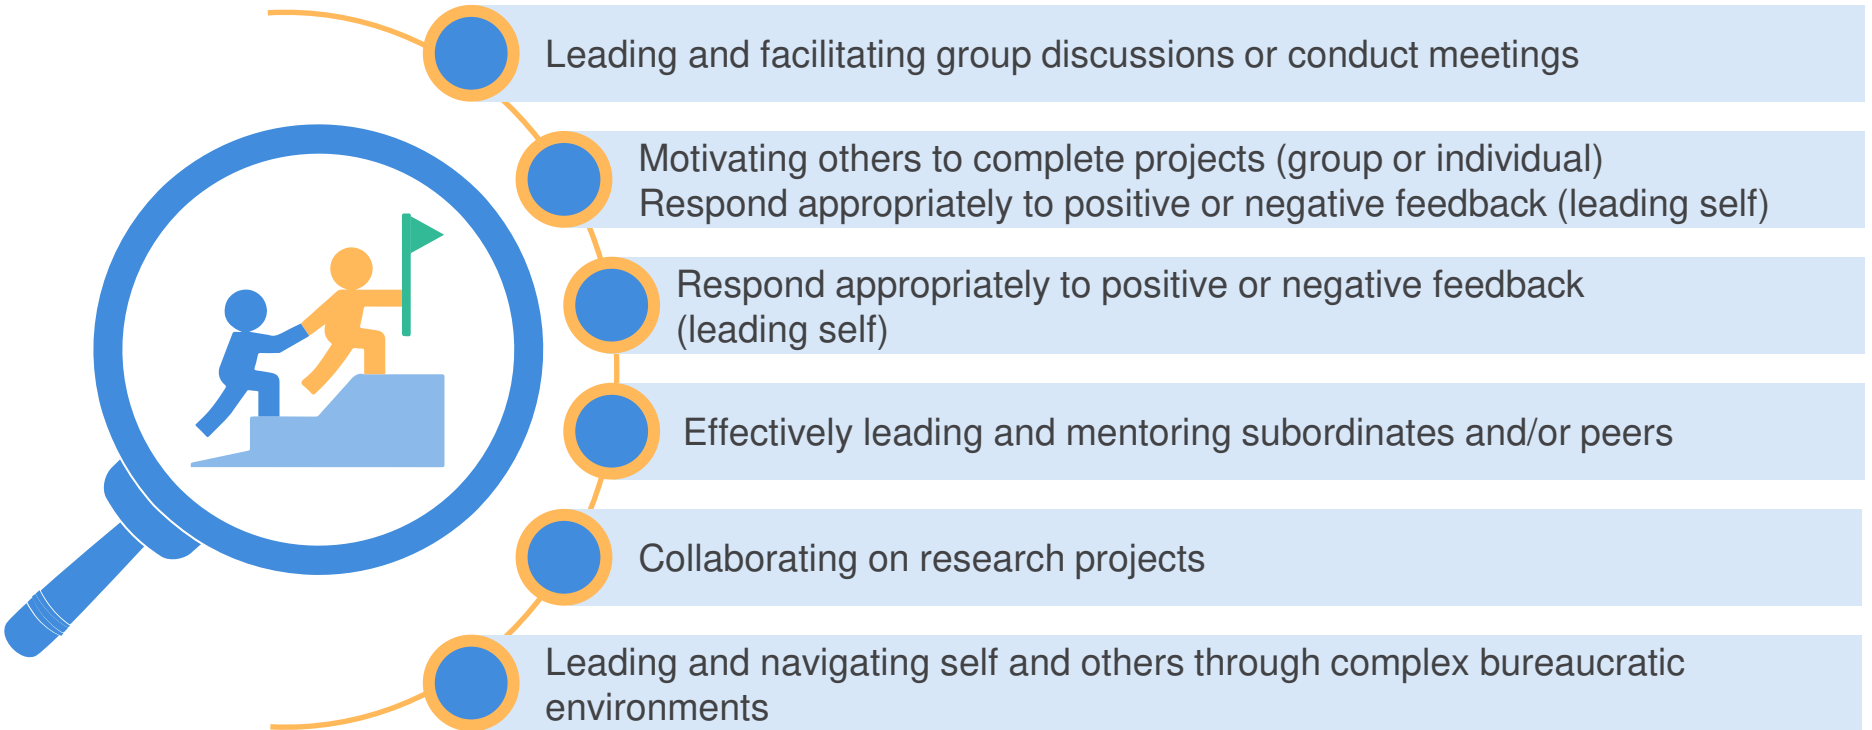 Leading and facilitating group discussions or conduct meetings
Motivating others to complete projects (group or individual)
Respond appropriately to positive or negative feedback (leading self)
Respond appropriately to positive or negative feedback
(leading self)
Effectively leading and mentoring subordinates and/or peers
Collaborating on research projects
Leading and navigating self and others through complex bureaucratic
environments